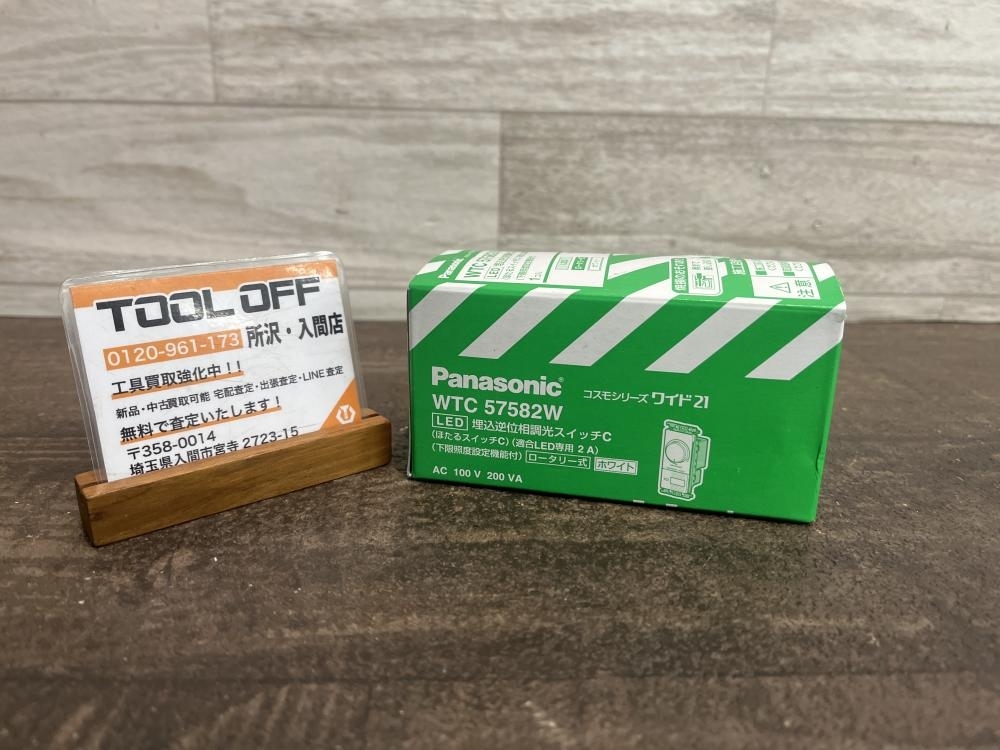 TOOL OFF
0120-961-173 所沢・入間店
工具買取強化中!!
新品・中古買取可能 宅配査定・出張査定・LINE査定
無料で査定いたします!
〒358-0014
埼玉県入間市宮寺 2723-15
Panasonic
注意
Panasonic コスモシリーズ ワイド21
WTC 57582W
LED 埋込逆位相調光スイッチC
(ほたるスイッチC)(適合LED専用 2A)
(下限照度設定機能付) ロータリー式 ホワイト
AC 100 V 200 VA